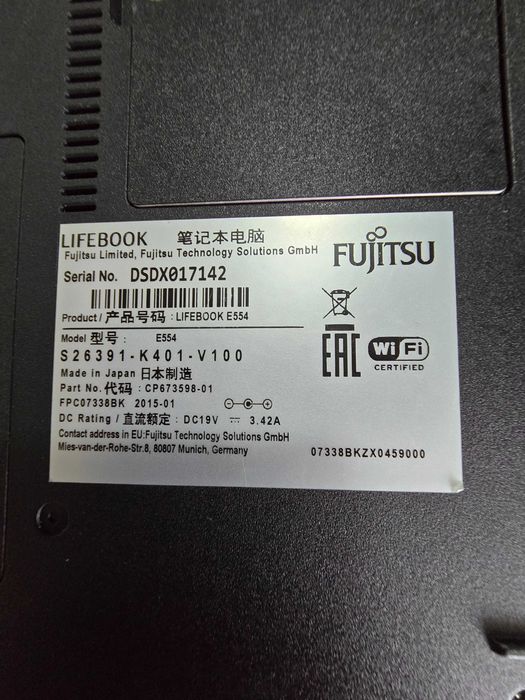 LIFEBOOK 笔记本电脑
Fujitsu Limited, Fujitsu Technology Solutions GmbH
FUJITSU
Serial No. DSDX017142
Product / 产品号码 : LIFEBOOK E554
Model 型号 : E554
S26391-K401-V100
Made in Japan 日本制造
Part No. 代码 : CP673598-01
FPC07338BK 2015-01
DC Rating / 直流额定 : DC19V 3.42A
Contact address in EU:Fujitsu Technology Solutions GmbH
Mies-van-der-Rohe-Str.8, 80807 Munich, Germany
EAC
Wi Fi
CERTIFIED
07338BKZX0459000